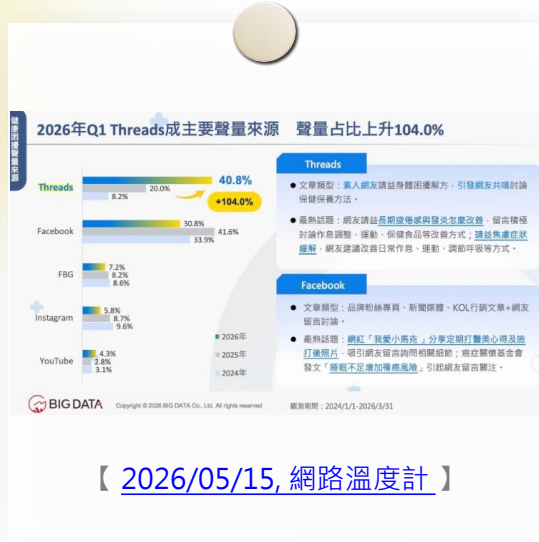 健康困擾聲量來源
2026年Q1 Threads成主要聲量來源 聲量占比上升104.0%
Threads
40.8%
20.0%
8.2%
+104.0%
Facebook
30.8%
41.6%
33.9%
FBG
7.2%
8.2%
8.6%
Instagram
5.8%
8.7%
9.6%
YouTube
4.3%
2.8%
3.1%
2026年
2025年
2024年
Threads
● 文章類型：素人網友請益身體困擾解方，引發網友共鳴討論
保健保養方法。
● 最熱話題：網友請益長期疲倦感與發炎怎麼改善，留言積極
討論作息調整、運動、保健食品等改善方式；請益焦慮症狀
緩解，網友建議改善日常作息、運動、調節呼吸等方式。
Facebook
● 文章類型：品牌粉絲專頁、新聞媒體、KOL行銷文章+網友
留言討論。
● 最熱話題：網紅「我愛小馬克 」分享定期打醫美心得及施
打後照片，吸引網友留言詢問相關細節；癌症關懷基金會
發文「睡眠不足增加罹癌風險」引起網友留言關注。
BIG DATA
Copyright © 2026 BIG DATA Co., Ltd. All rights reserved
觀測期間：2024/1/1-2026/3/31
【 2026/05/15, 網路溫度計 】